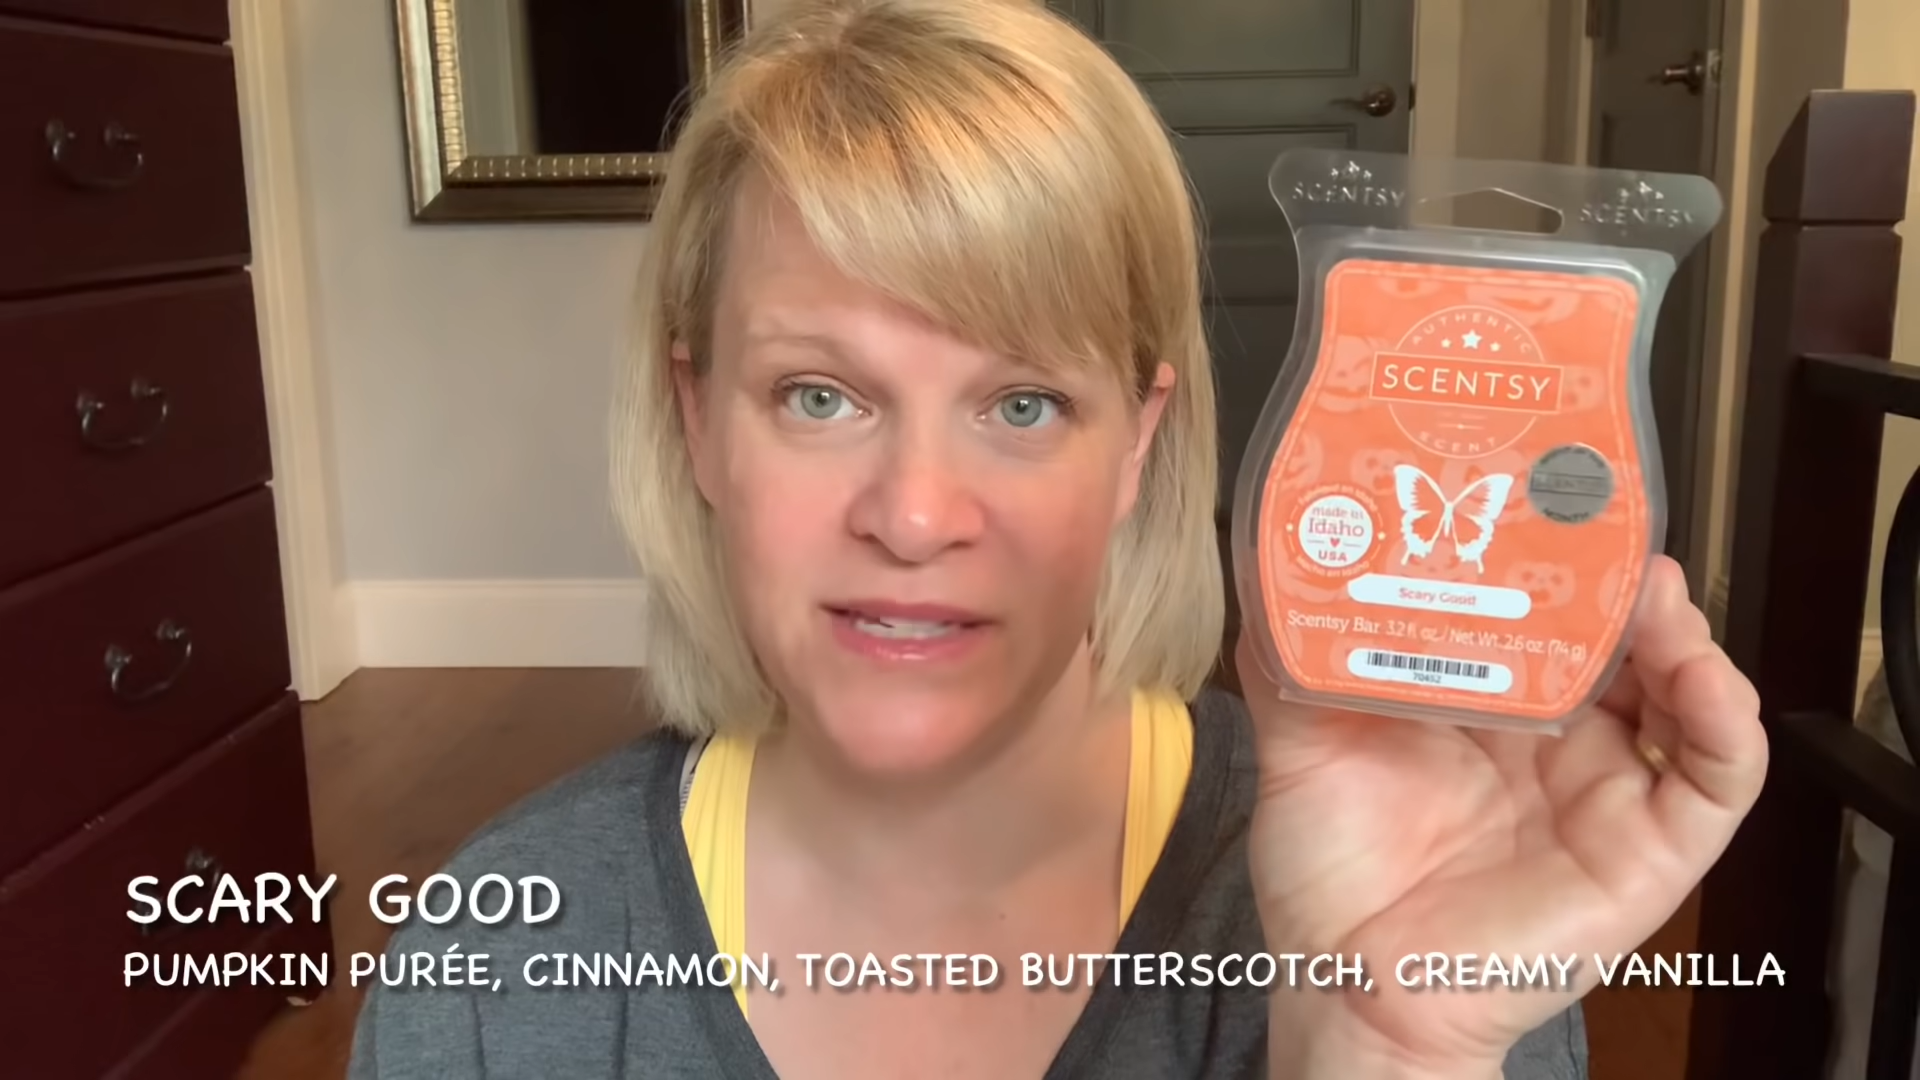 SCENTSY SCENTSY
AUTHENTIC
SCENTSY
SCENT
made in
Idaho
USA
Scary Good
Scentsy Bar 3.2 fl. oz. / Net Wt. 2.6 oz. (74 g)
70452
SCARY GOOD
PUMPKIN PURÉE, CINNAMON, TOASTED BUTTERSCOTCH, CREAMY VANILLA